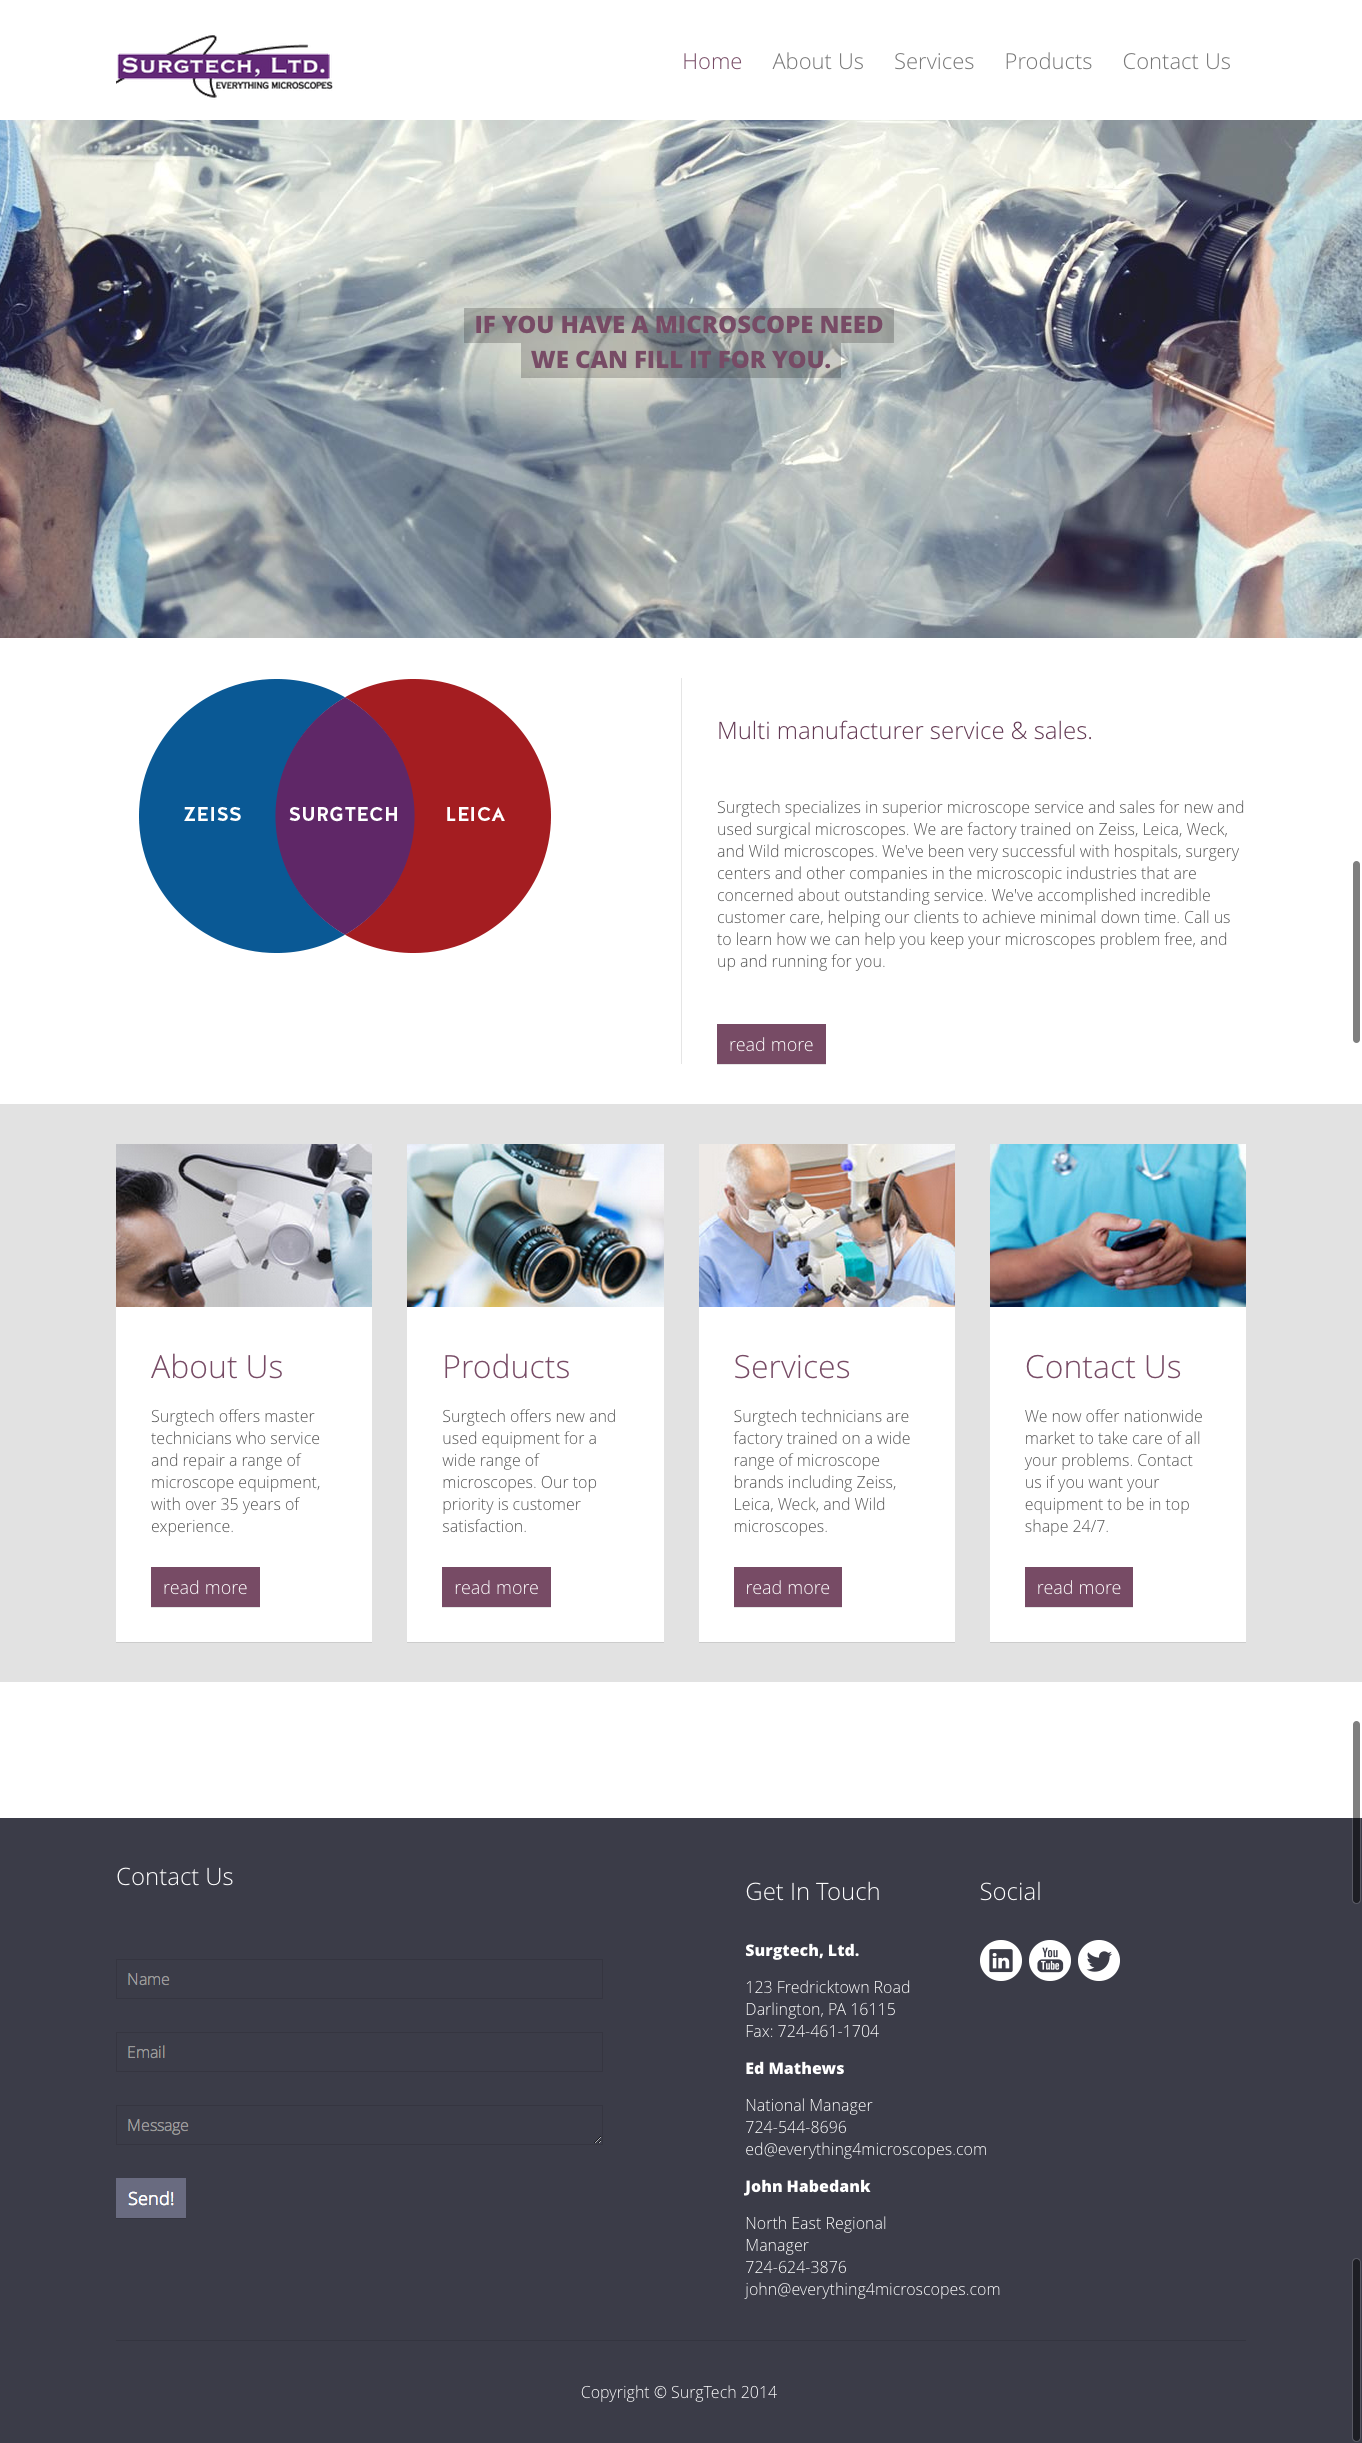 SURGTECH, LTD.
EVERYTHING MICROSCOPES
Home
About Us
Services
Products
Contact Us
65
60
IF YOU HAVE A MICROSCOPE NEED
WE CAN FILL IT FOR YOU.
ZEISS
SURGTECH
LEICA
Multi manufacturer service & sales.
Surgtech specializes in superior microscope service and sales for new and
used surgical microscopes. We are factory trained on Zeiss, Leica, Weck,
and Wild microscopes. We've been very successful with hospitals, surgery
centers and other companies in the microscopic industries that are
concerned about outstanding service. We've accomplished incredible
customer care, helping our clients to achieve minimal down time. Call us
to learn how we can help you keep your microscopes problem free, and
up and running for you.
read more
About Us
Surgtech offers master
technicians who service
and repair a range of
microscope equipment,
with over 35 years of
experience.
read more
Products
Surgtech offers new and
used equipment for a
wide range of
microscopes. Our top
priority is customer
satisfaction.
read more
Services
Surgtech technicians are
factory trained on a wide
range of microscope
brands including Zeiss,
Leica, Weck, and Wild
microscopes.
read more
Contact Us
We now offer nationwide
market to take care of all
your problems. Contact
us if you want your
equipment to be in top
shape 24/7.
read more
Contact Us
Name
Email
Message
Send!
Get In Touch
Surgtech, Ltd.
123 Fredricktown Road
Darlington, PA 16115
Fax: 724-461-1704
Ed Mathews
National Manager
724-544-8696
ed@everything4microscopes.com
John Habedank
North East Regional
Manager
724-624-3876
john@everything4microscopes.com
Social
in
You
Tube
Copyright © SurgTech 2014